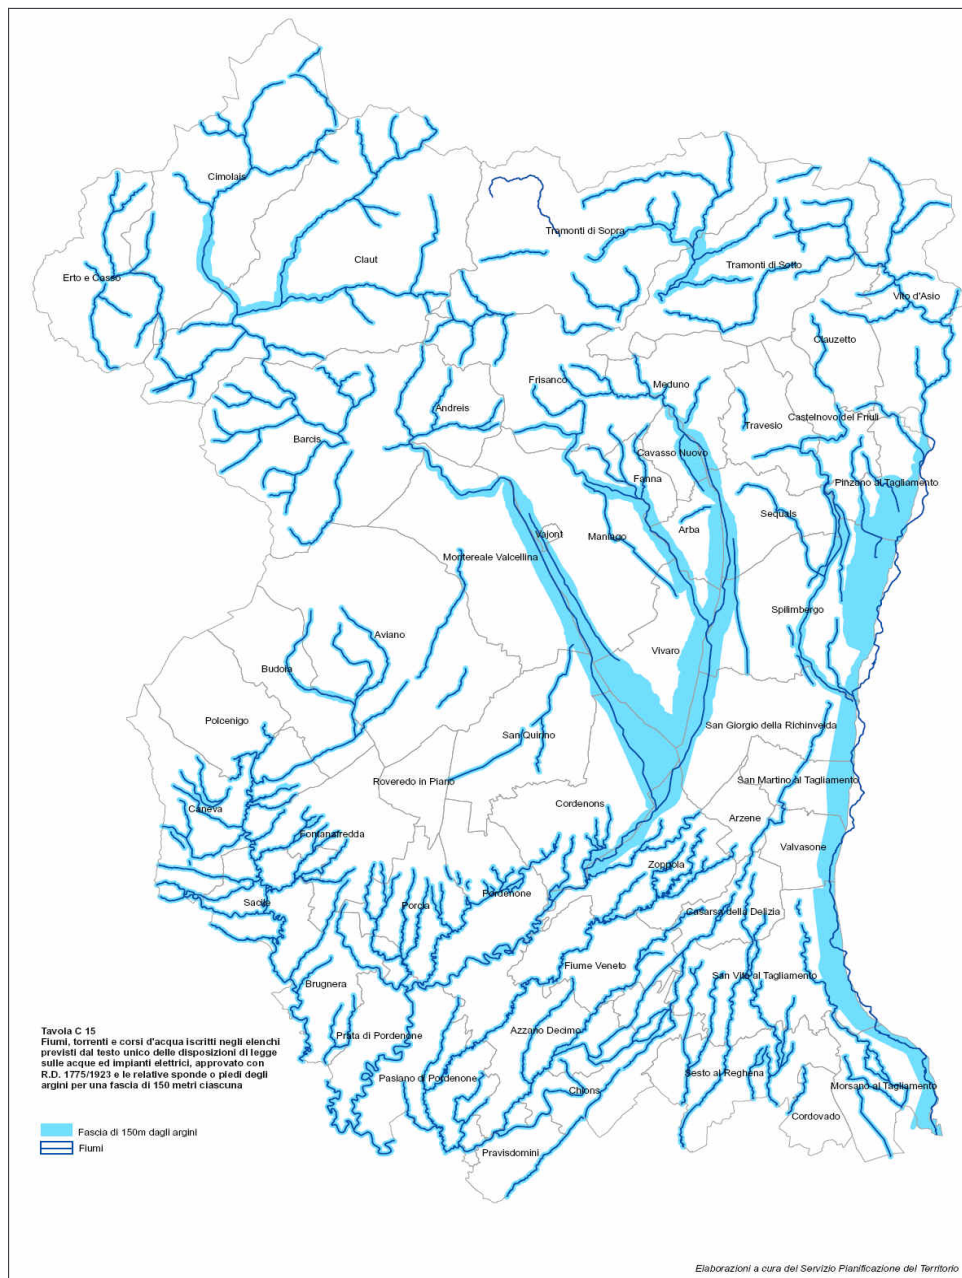 Cimolais
Tramonti di Sopra
Claut
Tramonti di Sotto
Erto e Casso
Vito d'Asio
Clauzetto
Frisanco
Meduno
Andreis
Castelnovo del Friuli
Travesio
Barcis
Cavasso Nuovo
Fanna
Pinzano al Tagliamento
Sequals
Arba
Vajont
Maniago
Montereale Valcellina
Spilimbergo
Aviano
Vivaro
Budoia
Polcenigo
San Giorgio della Richinvelda
San Quirino
Roveredo in Piano
San Martino al Tagliamento
Cordenons
Caneva
Arzene
Fontanafredda
Valvasone
Zoppola
Pordenone
Sacile
Porcia
Casarsa della Delizia
Fiume Veneto
San Vito al Tagliamento
Brugnera
Azzano Decimo
Prata di Pordenone
Sesto al Reghena
Pasiano di Pordenone
Chions
Morsano al Tagliamento
Cordovado
Pravisdomini
Tavola C 15
Fiumi, torrenti e corsi d'acqua iscritti negli elenchi
previsti dal testo unico delle disposizioni di legge
sulle acque ed impianti elettrici, approvato con
R.D. 1775/1923 e le relative sponde o piedi degli
argini per una fascia di 150 metri ciascuna
Fascia di 150m dagli argini
Fiumi
Elaborazioni a cura del Servizio Pianificazione del Territorio